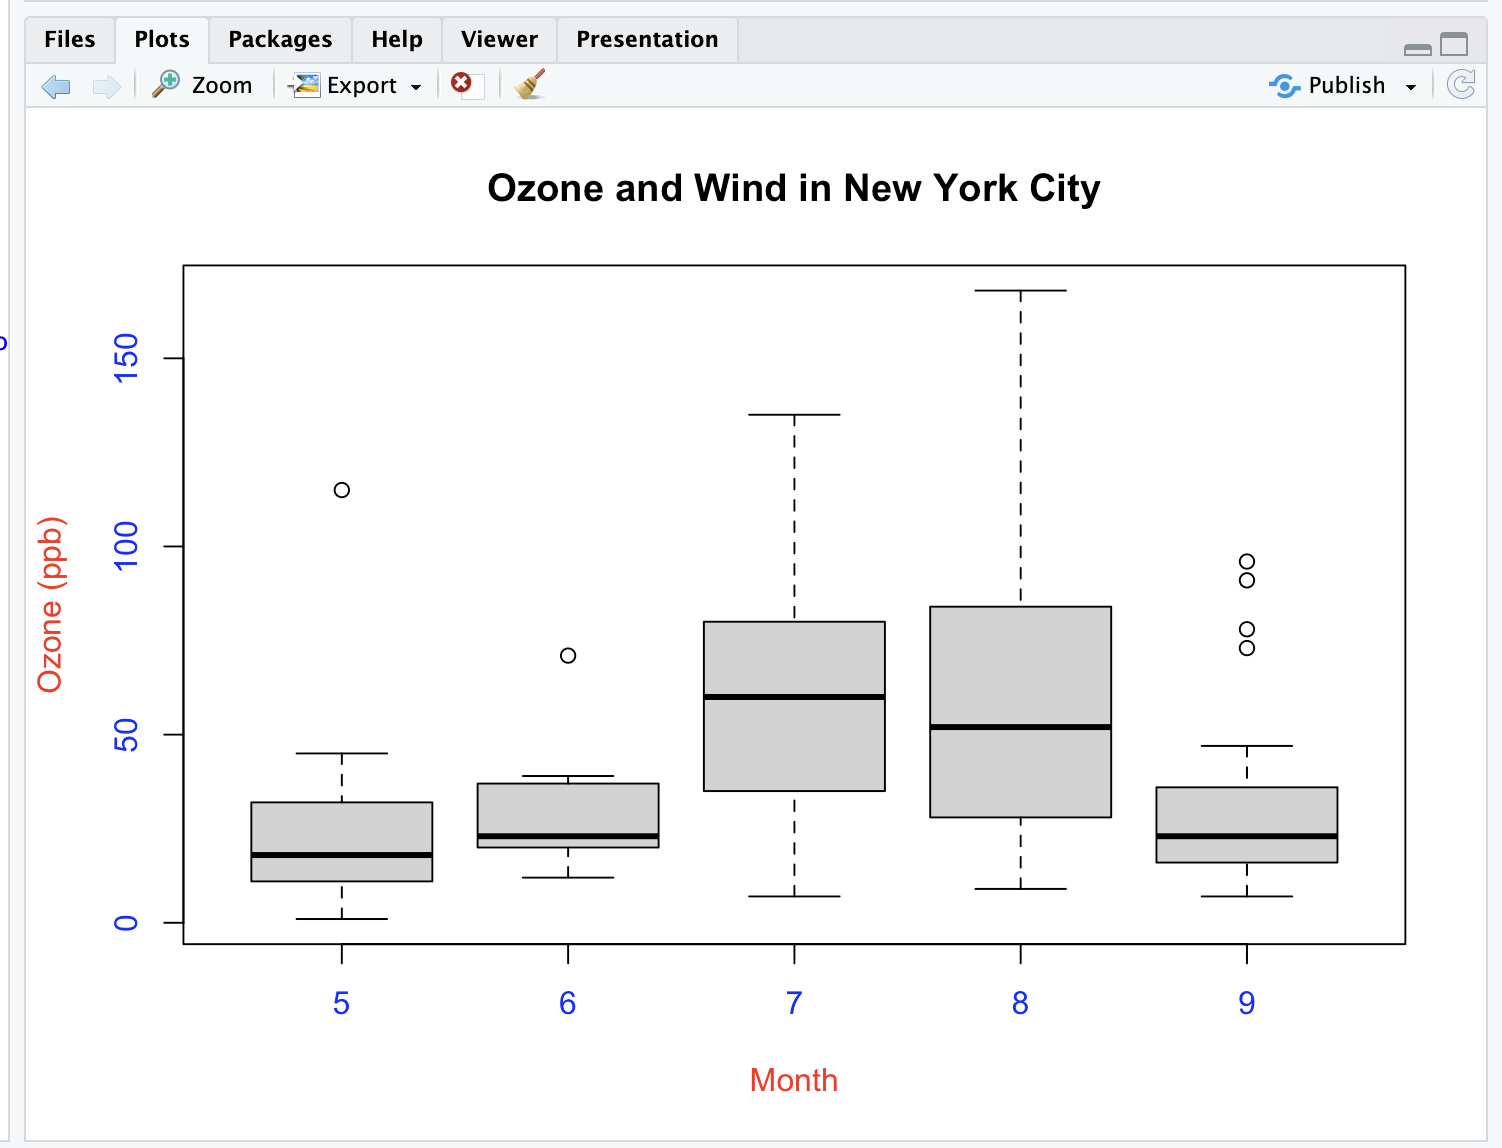 Files Plots Packages Help Viewer Presentation
Zoom Export Publish
Ozone and Wind in New York City
150
100
50
0
Ozone (ppb)
5 6 7 8 9
Month